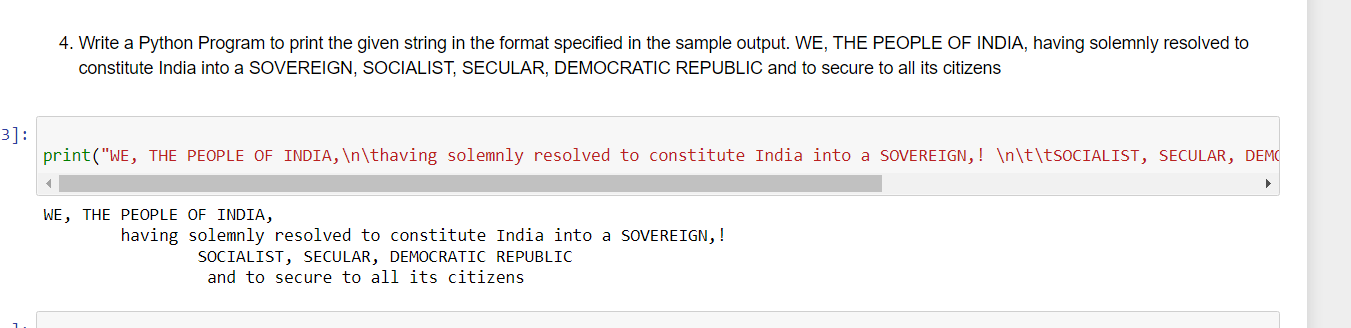 4. Write a Python Program to print the given string in the format specified in the sample output. WE, THE PEOPLE OF INDIA, having solemnly resolved to
constitute India into a SOVEREIGN, SOCIALIST, SECULAR, DEMOCRATIC REPUBLIC and to secure to all its citizens
3]:
print("WE, THE PEOPLE OF INDIA,\n\thaving solemnly resolved to constitute India into a SOVEREIGN,! \n\t\tSOCIALIST, SECULAR, DEMO
WE, THE PEOPLE OF INDIA,
having solemnly resolved to constitute India into a SOVEREIGN,!
SOCIALIST, SECULAR, DEMOCRATIC REPUBLIC
and to secure to all its citizens